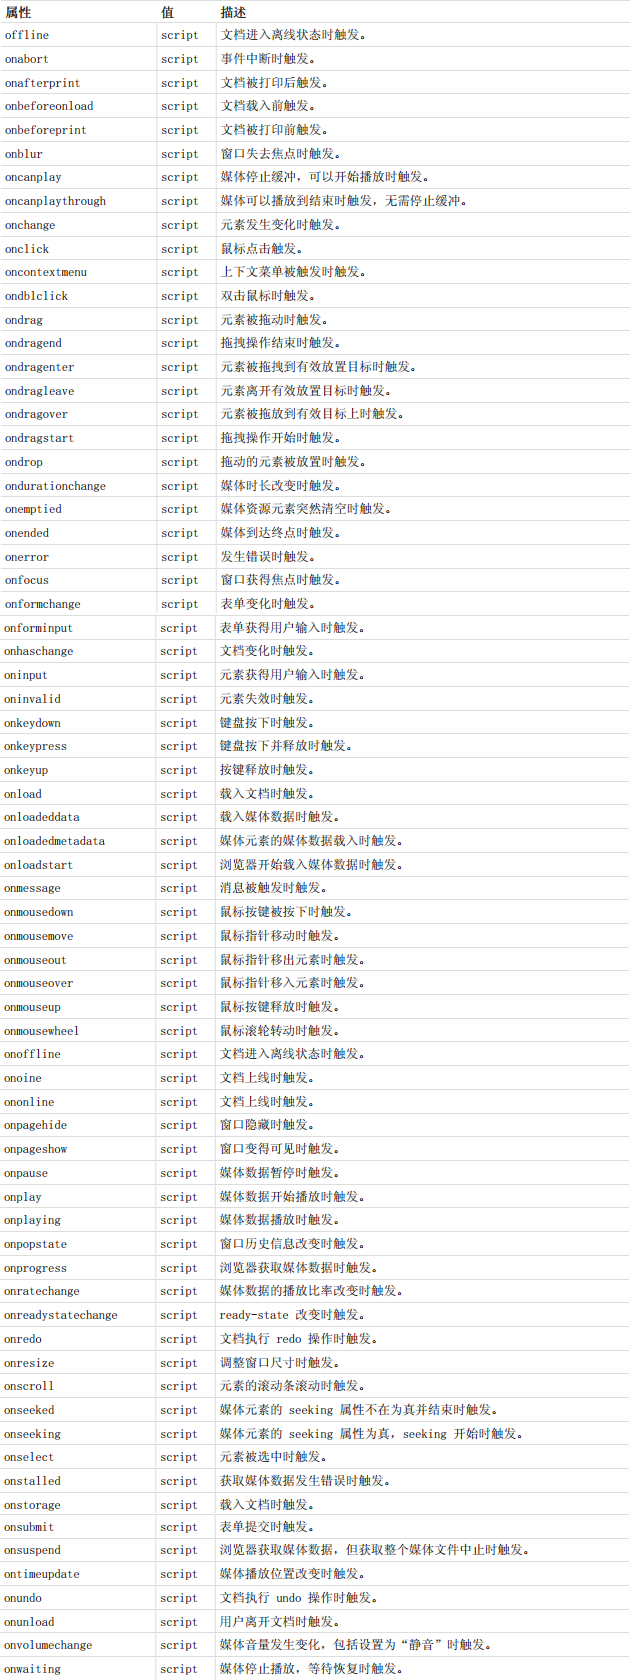 属性 值 描述
offline script 文档进入离线状态时触发。
onabort script 事件中断时触发。
onafterprint script 文档被打印后触发。
onbeforeonload script 文档载入前触发。
onbeforeprint script 文档被打印前触发。
onblur script 窗口失去焦点时触发。
oncanplay script 媒体停止缓冲，可以开始播放时触发。
oncanplaythrough script 媒体可以播放到结束时触发，无需停止缓冲。
onchange script 元素发生变化时触发。
onclick script 鼠标点击触发。
oncontextmenu script 上下文菜单被触发时触发。
ondblclick script 双击鼠标时触发。
ondrag script 元素被拖动时触发。
ondragend script 拖拽操作结束时触发。
ondragenter script 元素被拖拽到有效放置目标时触发。
ondragleave script 元素离开有效放置目标时触发。
ondragover script 元素被拖放到有效目标上时触发。
ondragstart script 拖拽操作开始时触发。
ondrop script 拖动的元素被放置时触发。
ondurationchange script 媒体时长改变时触发。
onemptied script 媒体资源元素突然清空时触发。
onended script 媒体到达终点时触发。
onerror script 发生错误时触发。
onfocus script 窗口获得焦点时触发。
onformchange script 表单变化时触发。
onforminput script 表单获得用户输入时触发。
onhaschange script 文档变化时触发。
oninput script 元素获得用户输入时触发。
oninvalid script 元素失效时触发。
onkeydown script 键盘按下时触发。
onkeypress script 键盘按下并释放时触发。
onkeyup script 按键释放时触发。
onload script 载入文档时触发。
onloadeddata script 载入媒体数据时触发。
onloadedmetadata script 媒体元素的媒体数据载入时触发。
onloadstart script 浏览器开始载入媒体数据时触发。
onmessage script 消息被触发时触发。
onmousedown script 鼠标按键被按下时触发。
onmousemove script 鼠标指针移动时触发。
onmouseout script 鼠标指针移出元素时触发。
onmouseover script 鼠标指针移入元素时触发。
onmouseup script 鼠标按键释放时触发。
onmousewheel script 鼠标滚轮转动时触发。
onoffline script 文档进入离线状态时触发。
onoine script 文档上线时触发。
ononline script 文档上线时触发。
onpagehide script 窗口隐藏时触发。
onpageshow script 窗口变得可见时触发。
onpause script 媒体数据暂停时触发。
onplay script 媒体数据开始播放时触发。
onplaying script 媒体数据播放时触发。
onpopstate script 窗口历史信息改变时触发。
onprogress script 浏览器获取媒体数据时触发。
onratechange script 媒体数据的播放比率改变时触发。
onreadystatechange script ready-state 改变时触发。
onredo script 文档执行 redo 操作时触发。
onresize script 调整窗口尺寸时触发。
onscroll script 元素的滚动条滚动时触发。
onseeked script 媒体元素的 seeking 属性不在为真并结束时触发。
onseeking script 媒体元素的 seeking 属性为真，seeking 开始时触发。
onselect script 元素被选中时触发。
onstalled script 获取媒体数据发生错误时触发。
onstorage script 载入文档时触发。
onsubmit script 表单提交时触发。
onsuspend script 浏览器获取媒体数据，但获取整个媒体文件中止时触发。
ontimeupdate script 媒体播放位置改变时触发。
onundo script 文档执行 undo 操作时触发。
onunload script 用户离开文档时触发。
onvolumechange script 媒体音量发生变化，包括设置为“静音”时触发。
onwaiting script 媒体停止播放，等待恢复时触发。